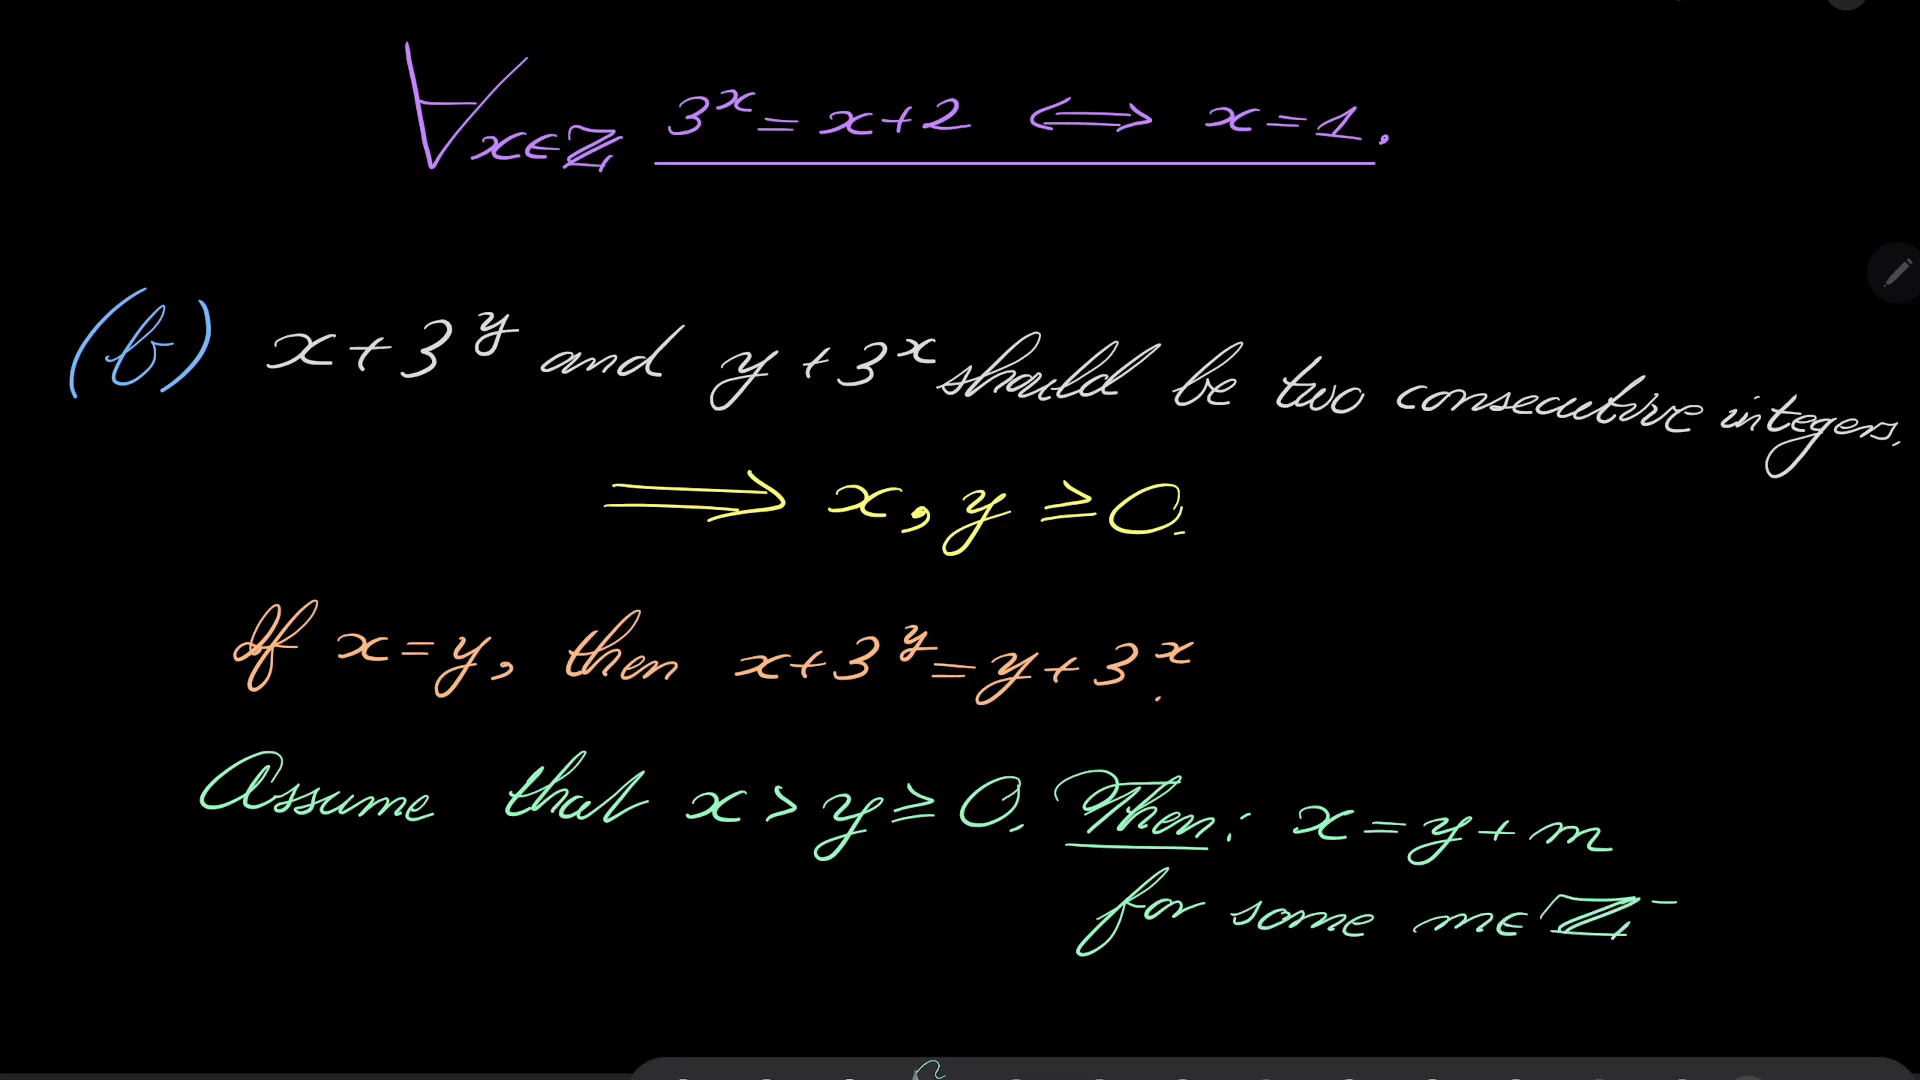 ∀x∈ℤ 3^x = x+2 ⟺ x=1.
(b) x+3^y and y+3^x should be two consecutive integers.
⟹ x, y ≥ 0.
If x=y, then x+3^y = y+3^x.
Assume that x > y ≥ 0. Then: x = y + m
for some m ∈ ℤ⁻